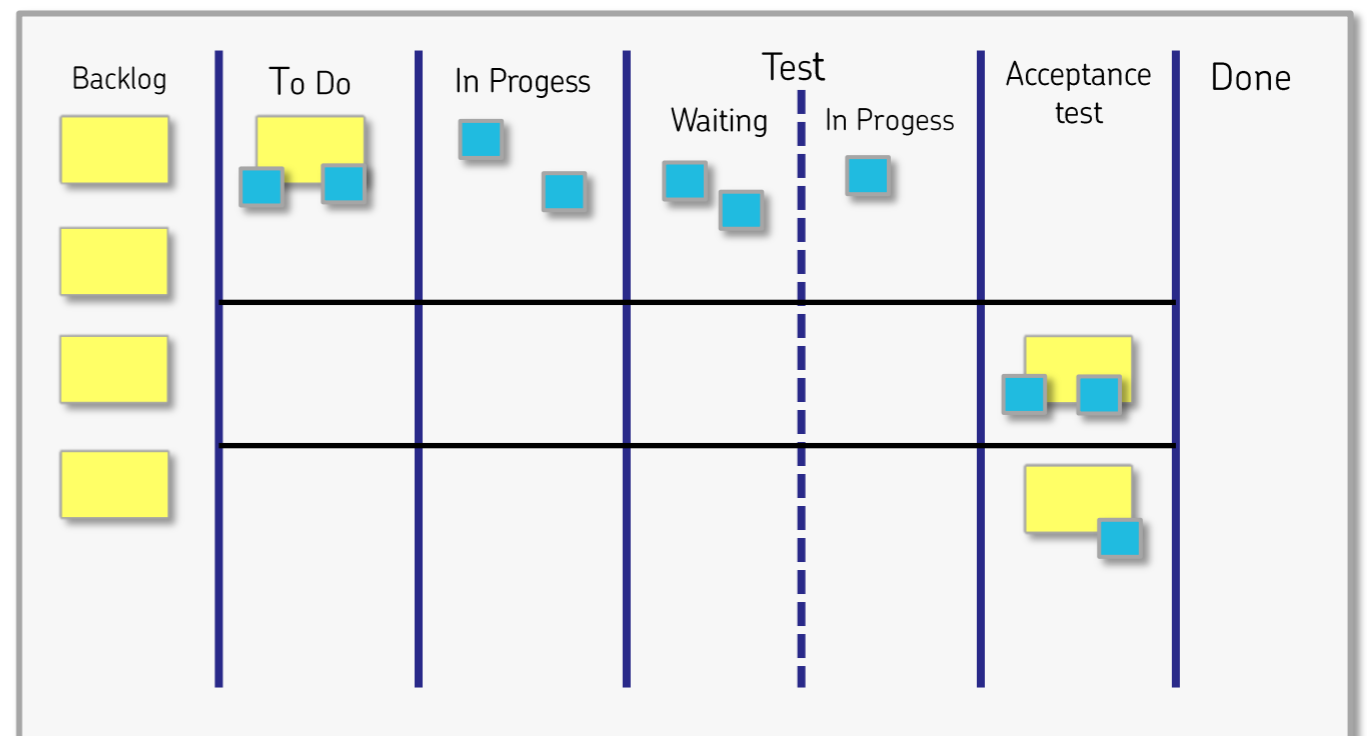 Backlog
To Do
In Progess
Test
Waiting
In Progess
Acceptance
test
Done